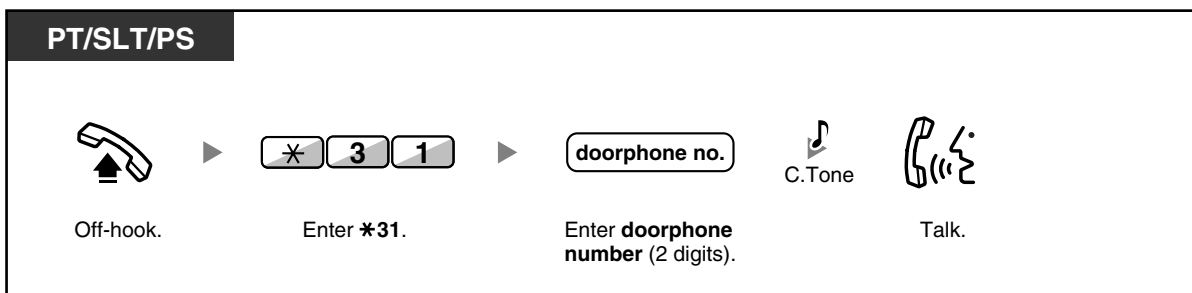 PT/SLT/PS
✳ 3 1
doorphone no.
C.Tone
Off-hook.
Enter ✳31.
Enter doorphone
number (2 digits).
Talk.